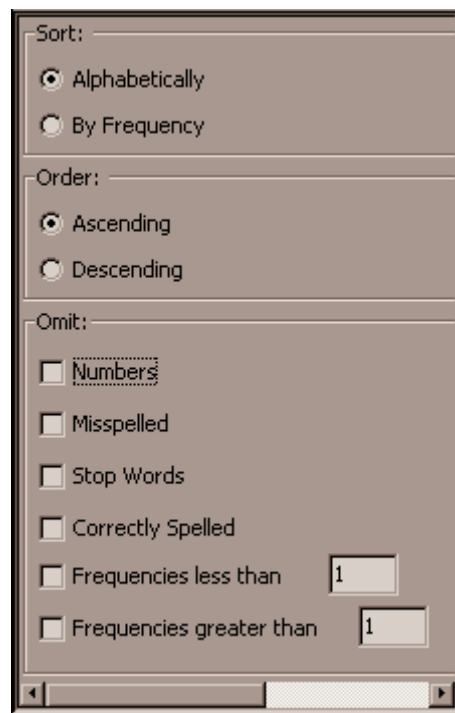 Sort:
Alphabetically
By Frequency
Order:
Ascending
Descending
Omit:
Numbers
Misspelled
Stop Words
Correctly Spelled
Frequencies less than 1
Frequencies greater than 1